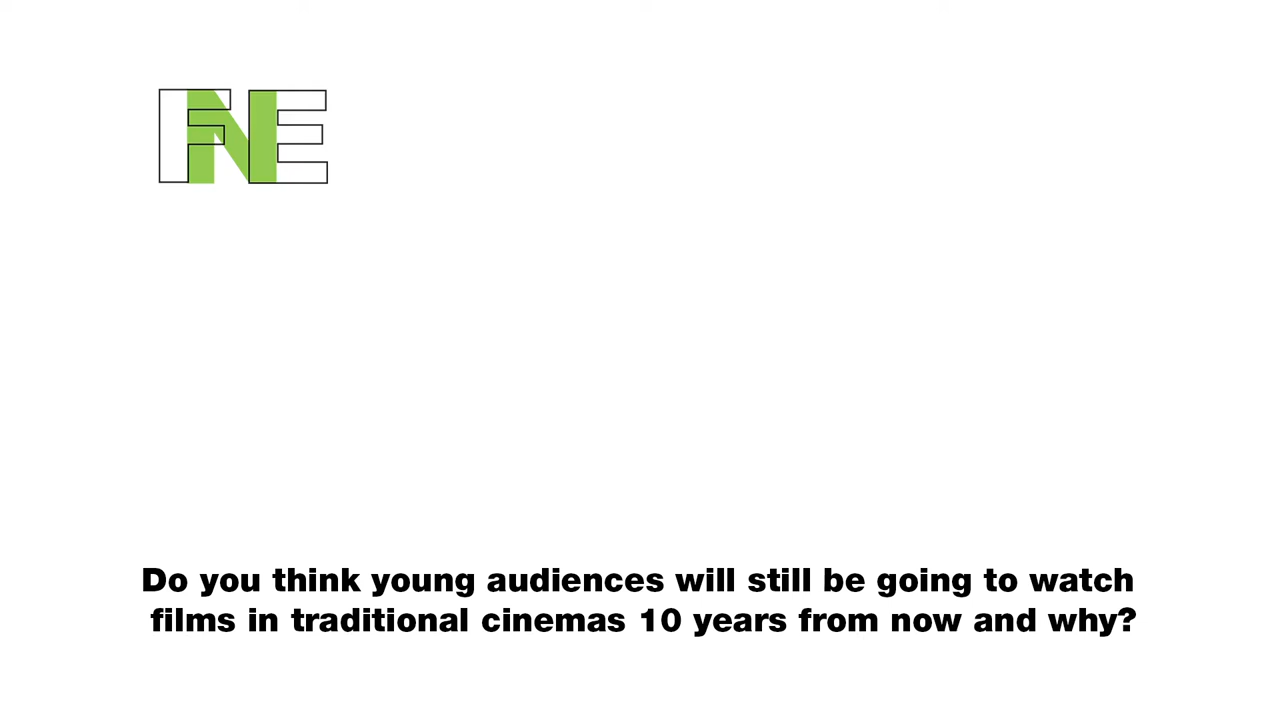 FNE
Do you think young audiences will still be going to watch
films in traditional cinemas 10 years from now and why?